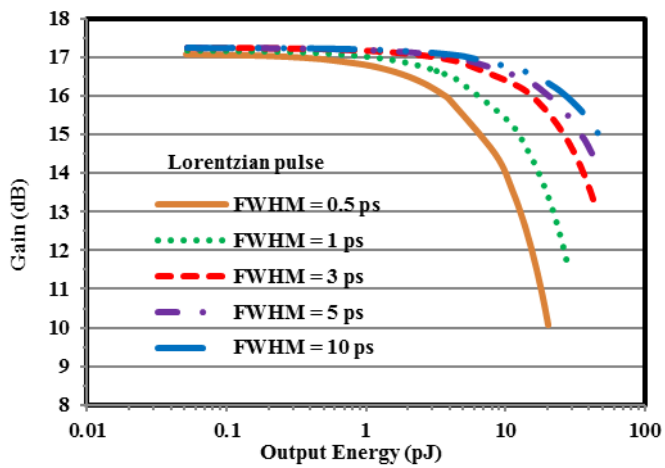 18
17
16
15
14
13
12
11
10
9
8
Gain (dB)
Lorentzian pulse
FWHM = 0.5 ps
FWHM = 1 ps
FWHM = 3 ps
FWHM = 5 ps
FWHM = 10 ps
0.01
0.1
1
10
100
Output Energy (pJ)